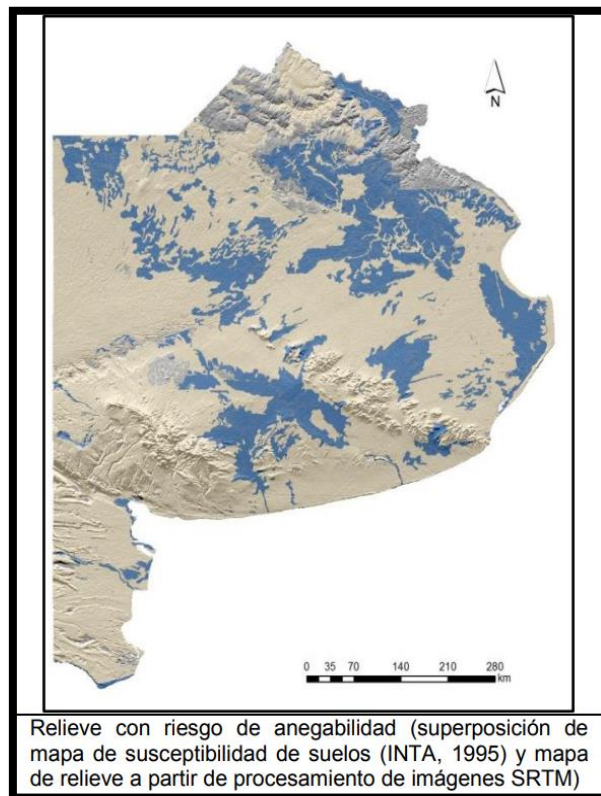 N
0 35 70 140 210 280
km
Relieve con riesgo de anegabilidad (superposición de
mapa de susceptibilidad de suelos (INTA, 1995) y mapa
de relieve a partir de procesamiento de imágenes SRTM)